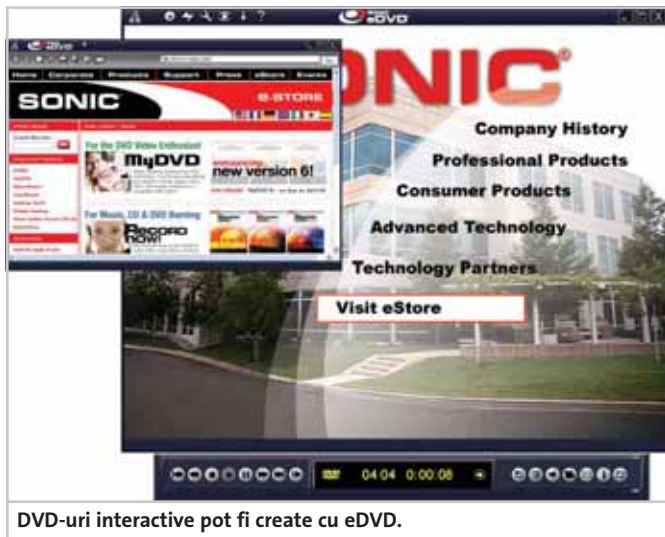 eDVD
Home Corporate Products Support Press eStore Events
SONIC
e-STORE
For the DVD Video Enthusiast
MyDVD
new version 6!
For Music, CD & DVD Burning
RECORD
NOW!
NIC®
Company History
Professional Products
Consumer Products
Advanced Technology
Technology Partners
Visit eStore
04 04 0:00:08
DVD-uri interactive pot fi create cu eDVD.